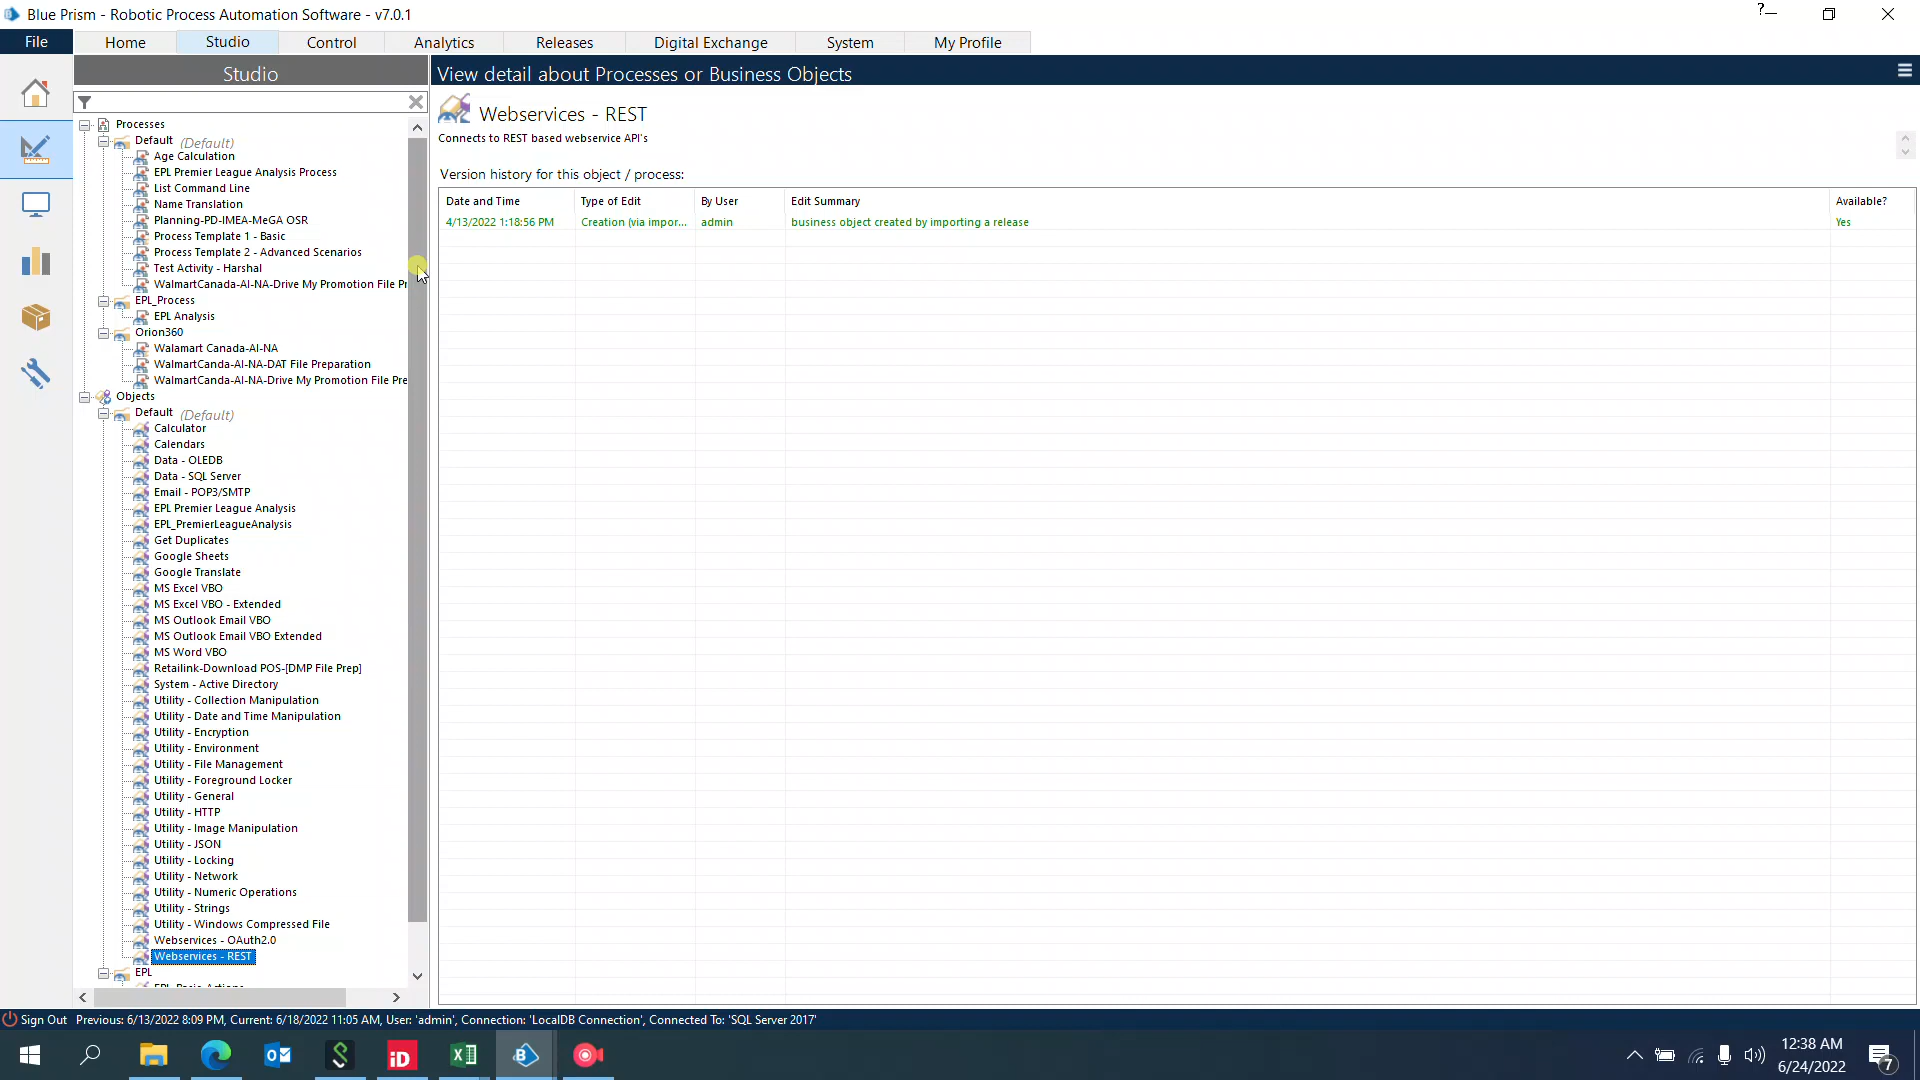 Blue Prism - Robotic Process Automation Software - v7.0.1
?
File Home Studio Control Analytics Releases Digital Exchange System My Profile
Studio
View detail about Processes or Business Objects
Webservices - REST
Connects to REST based webservice API's
Version history for this object / process:
Date and Time Type of Edit By User Edit Summary Available?
4/13/2022 1:18:56 PM Creation (via impor... admin business object created by importing a release Yes
Processes
Default (Default)
Age Calculation
EPL Premier League Analysis Process
List Command Line
Name Translation
Planning-PD-IMEA-MeGA OSR
Process Template 1 - Basic
Process Template 2 - Advanced Scenarios
Test Activity - Harshal
WalmartCanada-AI-NA-Drive My Promotion File Pr
EPL_Process
EPL Analysis
Orion360
Walamart Canada-AI-NA
WalmartCanda-AI-NA-DAT File Preparation
WalmartCanda-AI-NA-Drive My Promotion File Pre
Objects
Default (Default)
Calculator
Calendars
Data - OLEDB
Data - SQL Server
Email - POP3/SMTP
EPL Premier League Analysis
EPL_PremierLeagueAnalysis
Get Duplicates
Google Sheets
Google Translate
MS Excel VBO
MS Excel VBO - Extended
MS Outlook Email VBO
MS Outlook Email VBO Extended
MS Word VBO
Retailink-Download POS-[DMP File Prep]
System - Active Directory
Utility - Collection Manipulation
Utility - Date and Time Manipulation
Utility - Encryption
Utility - Environment
Utility - File Management
Utility - Foreground Locker
Utility - General
Utility - HTTP
Utility - Image Manipulation
Utility - JSON
Utility - Locking
Utility - Network
Utility - Numeric Operations
Utility - Strings
Utility - Windows Compressed File
Webservices - OAuth2.0
Webservices - REST
EPL
EPL Basic Actions
Sign Out Previous: 6/13/2022 8:09 PM, Current: 6/18/2022 11:05 AM, User: 'admin', Connection: 'LocalDB Connection', Connected To: 'SQL Server 2017'
12:38 AM
6/24/2022
7